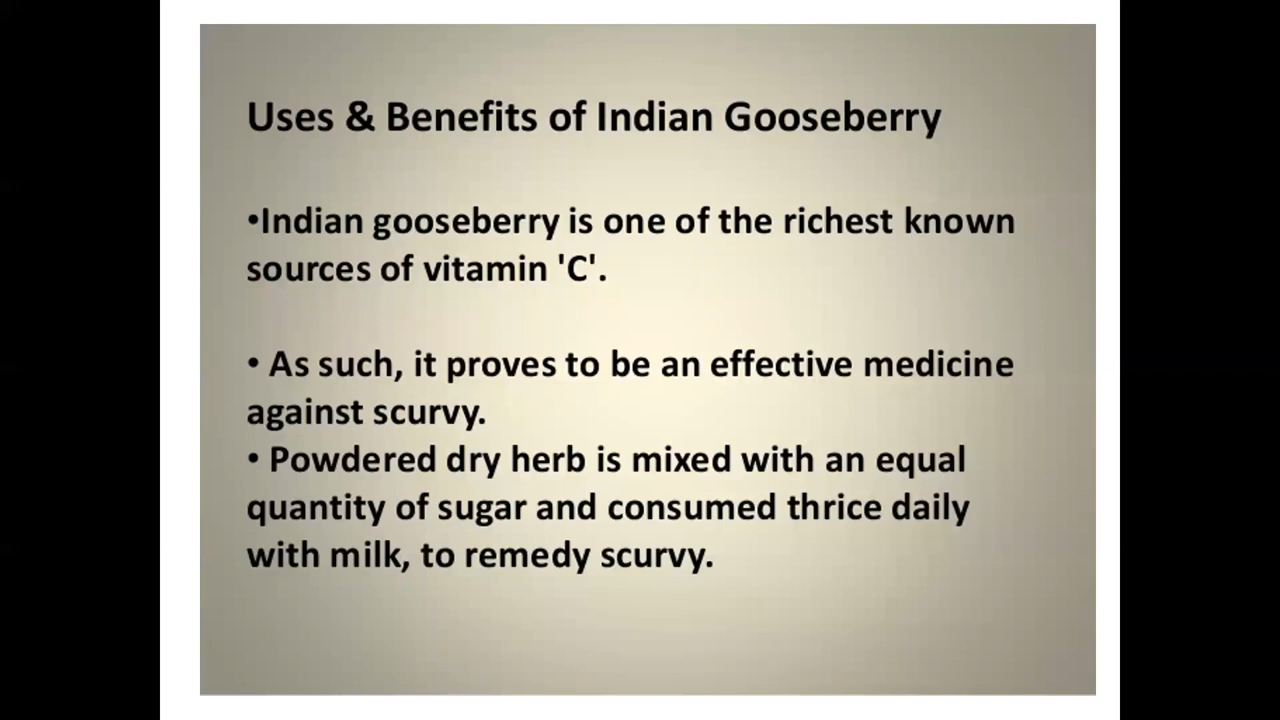 Uses & Benefits of Indian Gooseberry
•Indian gooseberry is one of the richest known
sources of vitamin 'C'.
• As such, it proves to be an effective medicine
against scurvy.
• Powdered dry herb is mixed with an equal
quantity of sugar and consumed thrice daily
with milk, to remedy scurvy.